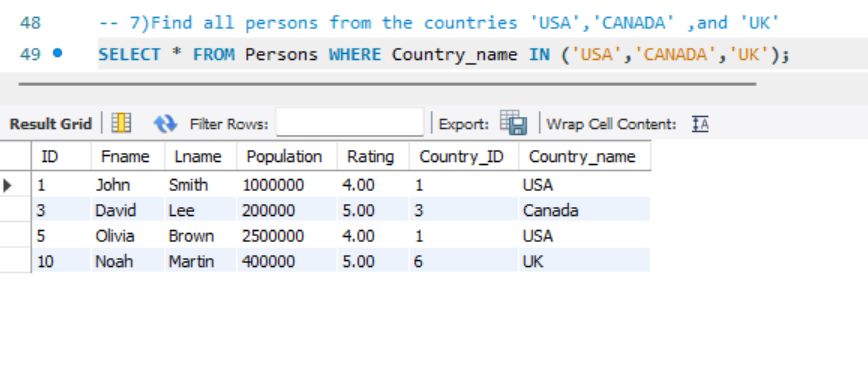 48 -- 7)Find all persons from the countries 'USA','CANADA' ,and 'UK'
49 SELECT * FROM Persons WHERE Country_name IN ('USA','CANADA','UK');
Result Grid Filter Rows: Export: Wrap Cell Content: IA
ID Fname Lname Population Rating Country_ID Country_name
1 John Smith 1000000 4.00 1 USA
3 David Lee 200000 5.00 3 Canada
5 Olivia Brown 2500000 4.00 1 USA
10 Noah Martin 400000 5.00 6 UK